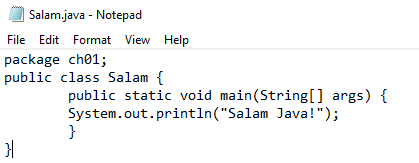 Salam.java - Notepad
File Edit Format View Help
package ch01;
public class Salam {
        public static void main(String[] args) {
        System.out.println("Salam Java!");
        }
}